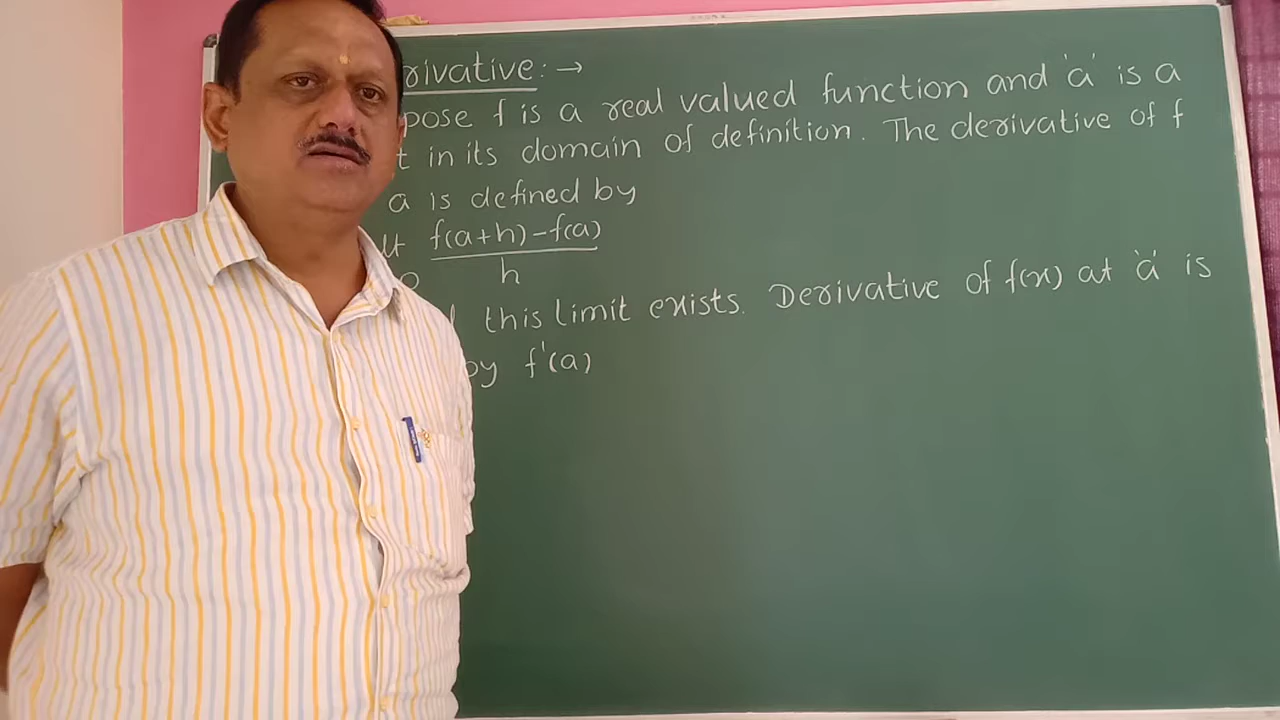 rivative :→
pose f is a real valued function and 'a' is a
t in its domain of definition. The derivative of f
a is defined by
lt f(a+h)-f(a)
h
this limit exists. Derivative of f(x) at 'a' is
by f'(a)